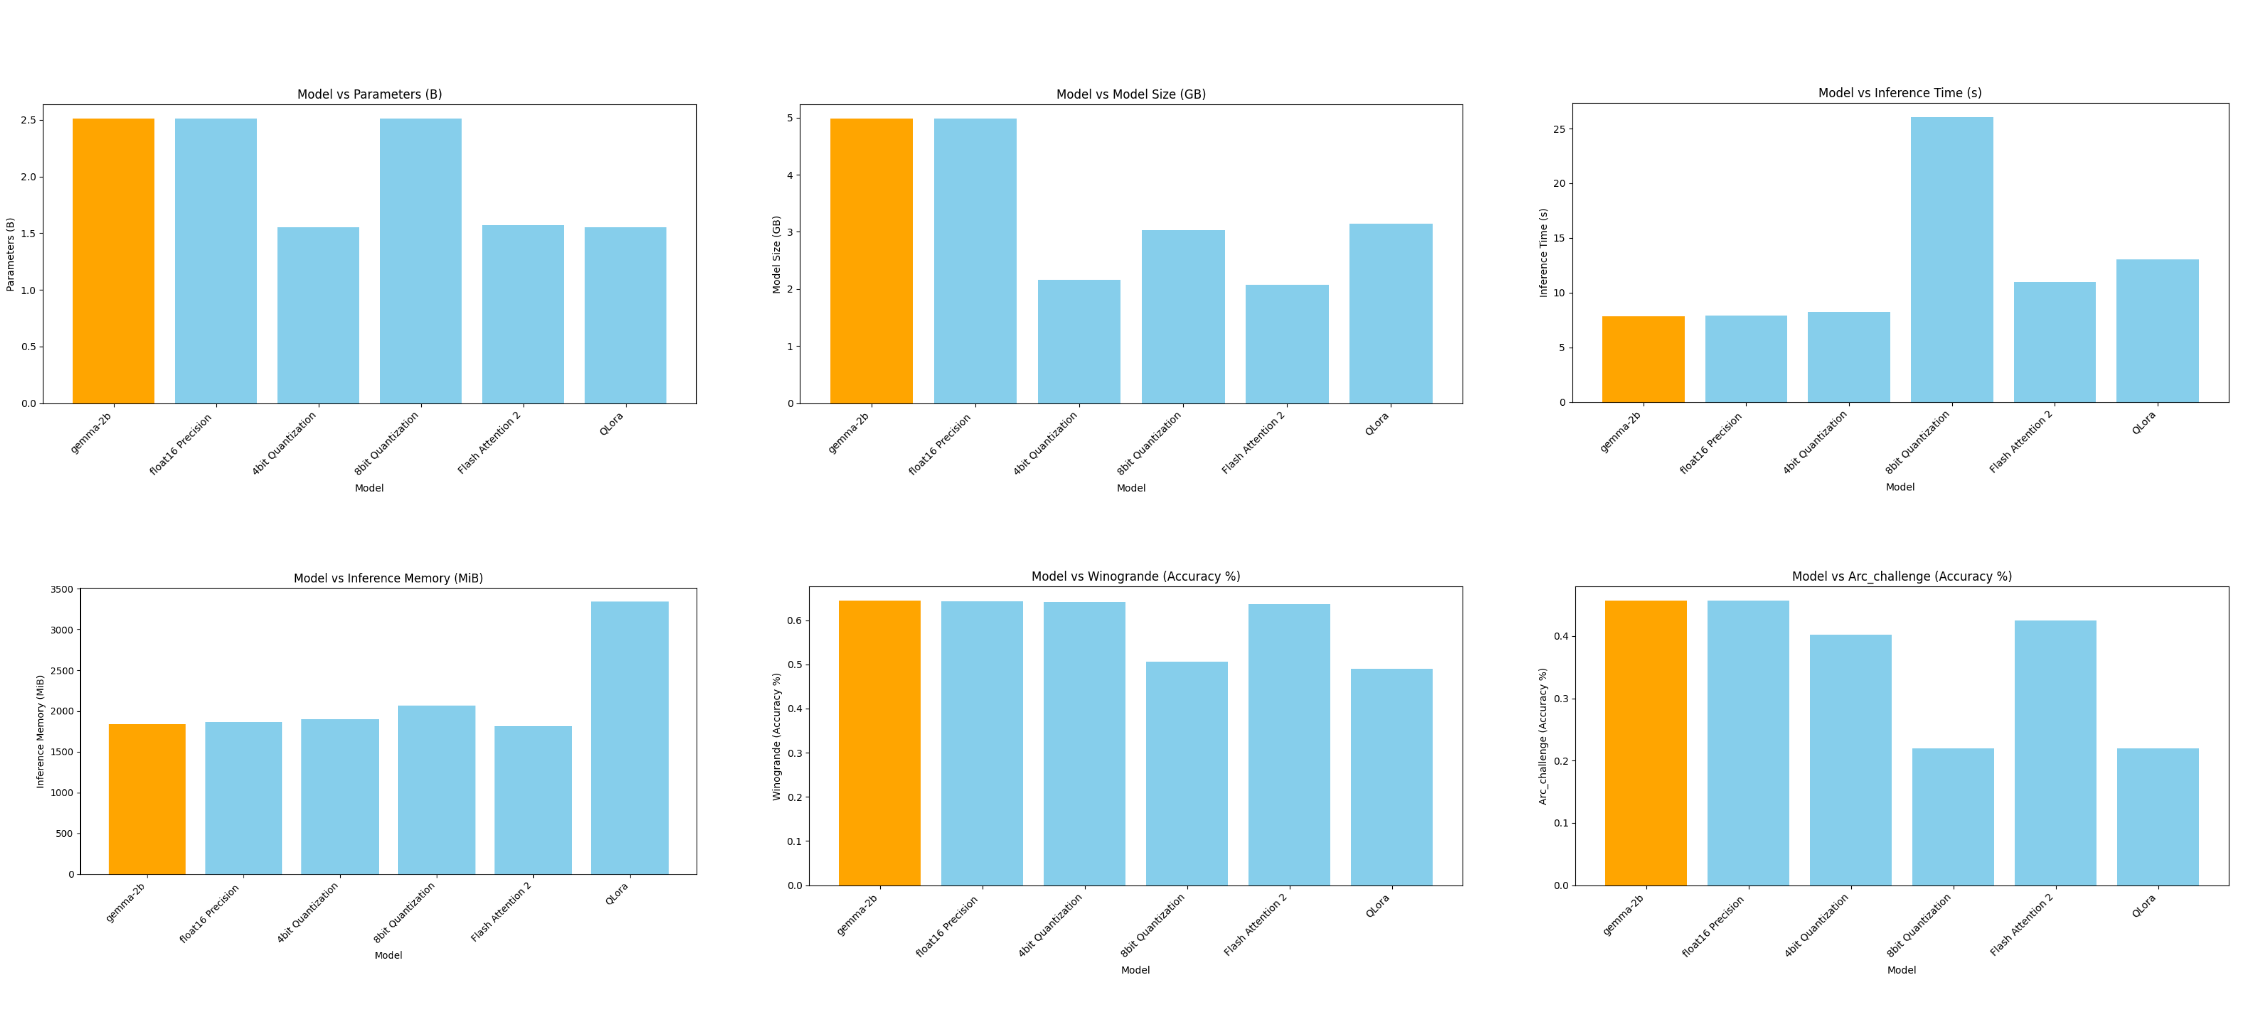 Model vs Parameters (B)
Parameters (B)
2.5
2.0
1.5
1.0
0.5
0.0
gemma-2b
float16 Precision
4bit Quantization
8bit Quantization
Flash Attention 2
QLora
Model
Model vs Model Size (GB)
Model Size (GB)
5
4
3
2
1
0
gemma-2b
float16 Precision
4bit Quantization
8bit Quantization
Flash Attention 2
QLora
Model
Model vs Inference Time (s)
Inference Time (s)
25
20
15
10
5
0
gemma-2b
float16 Precision
4bit Quantization
8bit Quantization
Flash Attention 2
QLora
Model
Model vs Inference Memory (MiB)
Inference Memory (MiB)
3500
3000
2500
2000
1500
1000
500
0
gemma-2b
float16 Precision
4bit Quantization
8bit Quantization
Flash Attention 2
QLora
Model
Model vs Winogrande (Accuracy %)
Winogrande (Accuracy %)
0.6
0.5
0.4
0.3
0.2
0.1
0.0
gemma-2b
float16 Precision
4bit Quantization
8bit Quantization
Flash Attention 2
QLora
Model
Model vs Arc_challenge (Accuracy %)
Arc_challenge (Accuracy %)
0.4
0.3
0.2
0.1
0.0
gemma-2b
float16 Precision
4bit Quantization
8bit Quantization
Flash Attention 2
QLora
Model